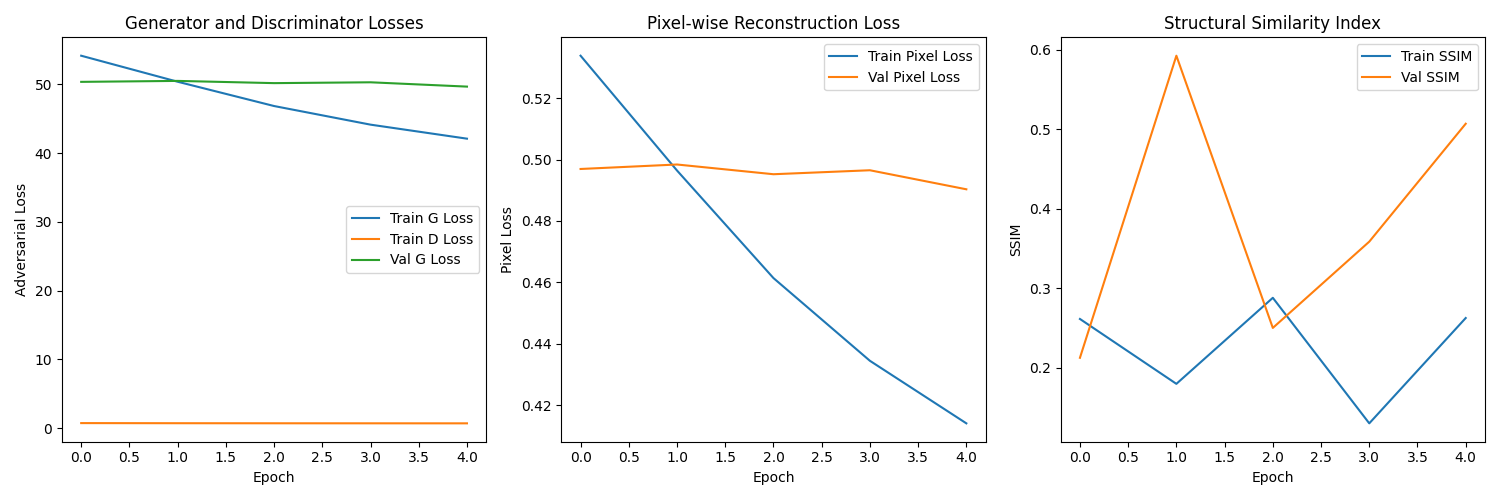 Generator and Discriminator Losses
Adversarial Loss
50
40
30
20
10
0
Train G Loss
Train D Loss
Val G Loss
0.0 0.5 1.0 1.5 2.0 2.5 3.0 3.5 4.0
Epoch
Pixel-wise Reconstruction Loss
Pixel Loss
0.52
0.50
0.48
0.46
0.44
0.42
Train Pixel Loss
Val Pixel Loss
0.0 0.5 1.0 1.5 2.0 2.5 3.0 3.5 4.0
Epoch
Structural Similarity Index
SSIM
0.6
0.5
0.4
0.3
0.2
Train SSIM
Val SSIM
0.0 0.5 1.0 1.5 2.0 2.5 3.0 3.5 4.0
Epoch